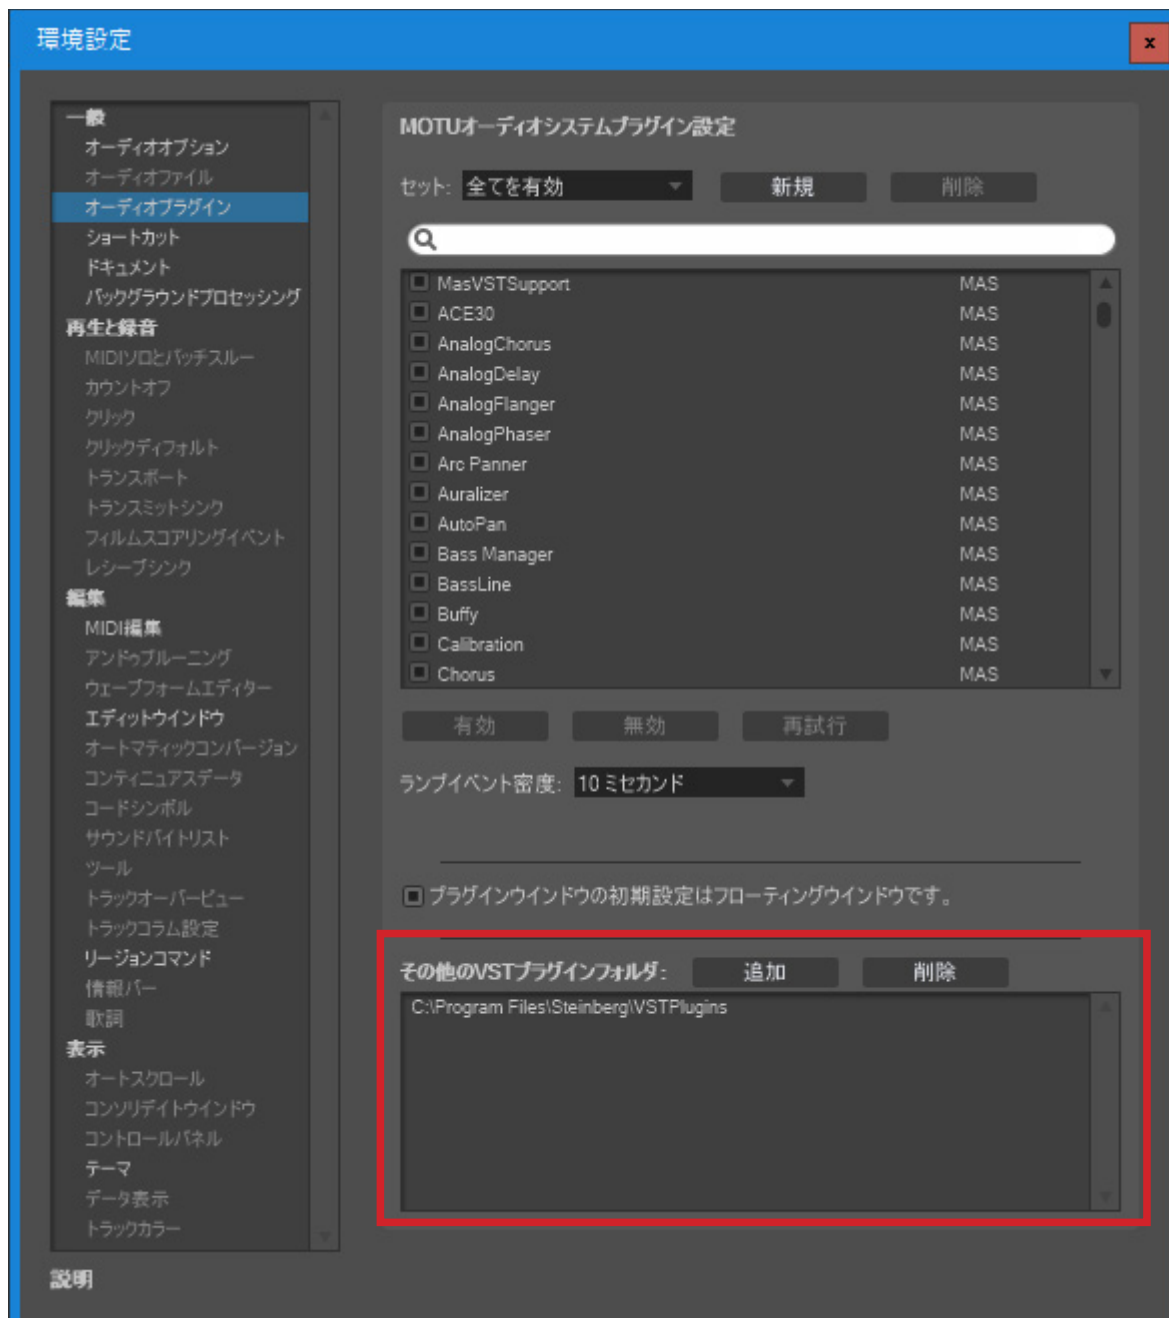 環境設定
x
一般
オーディオオプション
オーディオファイル
オーディオプラグイン
ショートカット
ドキュメント
バックグラウンドプロセッシング
再生と録音
MIDIソロとパッチスルー
カウントオフ
クリック
クリックディフォルト
トランスポート
トランスミットシンク
フィルムスコアリングイベント
レシーブシンク
編集
MIDI編集
アンドゥプルーニング
ウェーブフォームエディター
エディットウインドウ
オートマティックコンバージョン
コンティニュアスデータ
コードシンボル
サウンドバイトリスト
ツール
トラックオーバービュー
トラックコラム設定
リージョンコマンド
情報バー
歌詞
表示
オートスクロール
コンソリデイトウインドウ
コントロールパネル
テーマ
データ表示
トラックカラー
説明
MOTUオーディオシステムプラグイン設定
セット: 全てを有効 新規 削除
MasVSTSupport MAS
ACE30 MAS
AnalogChorus MAS
AnalogDelay MAS
AnalogFlanger MAS
AnalogPhaser MAS
Arc Panner MAS
Auralizer MAS
AutoPan MAS
Bass Manager MAS
BassLine MAS
Buffy MAS
Calibration MAS
Chorus MAS
有効 無効 再試行
ランプイベント密度: 10 ミセカンド
プラグインウインドウの初期設定はフローティングウインドウです。
その他のVSTプラグインフォルダ: 追加 削除
C:\Program Files\Steinberg\VSTPlugins